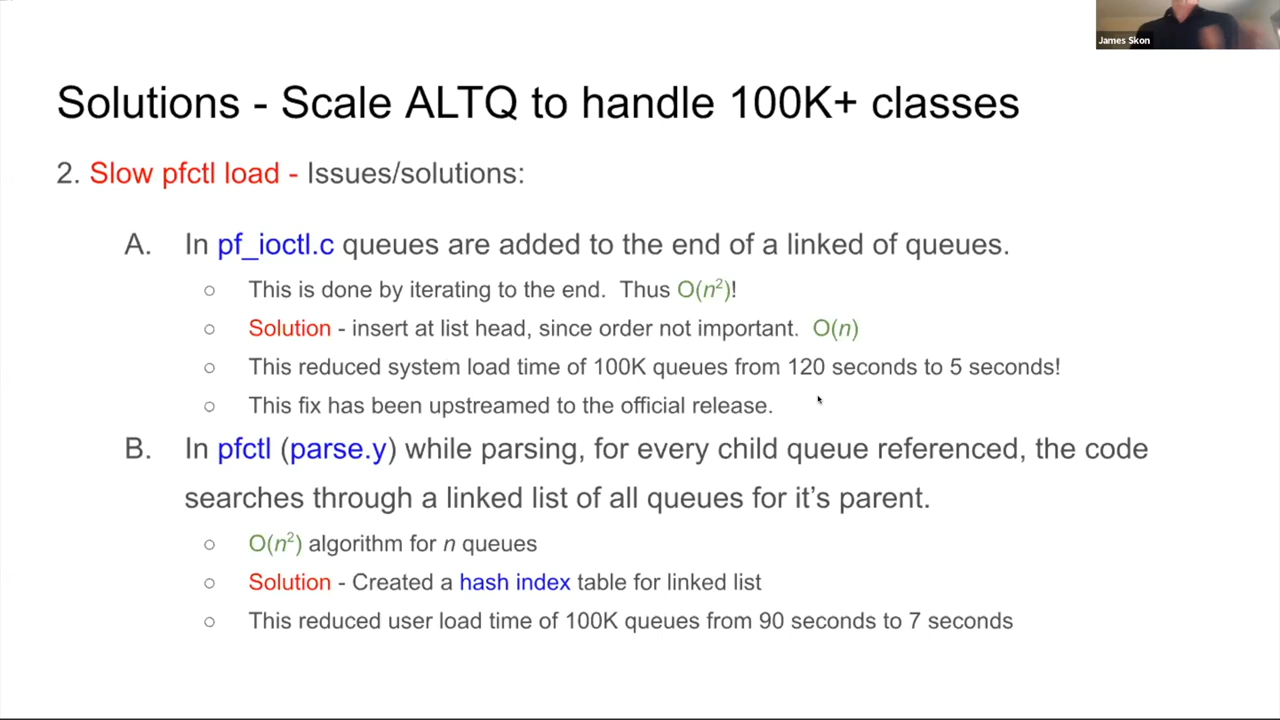 James Skon
Solutions - Scale ALTQ to handle 100K+ classes
2. Slow pfctl load - Issues/solutions:
A. In pf_ioctl.c queues are added to the end of a linked of queues.
○ This is done by iterating to the end. Thus O(n²)!
○ Solution - insert at list head, since order not important. O(n)
○ This reduced system load time of 100K queues from 120 seconds to 5 seconds!
○ This fix has been upstreamed to the official release.
B. In pfctl (parse.y) while parsing, for every child queue referenced, the code
searches through a linked list of all queues for it's parent.
○ O(n²) algorithm for n queues
○ Solution - Created a hash index table for linked list
○ This reduced user load time of 100K queues from 90 seconds to 7 seconds